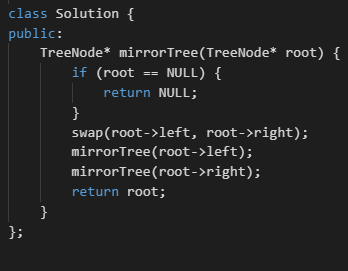 class Solution {
public:
    TreeNode* mirrorTree(TreeNode* root) {
        if (root == NULL) {
            return NULL;
        }
        swap(root->left, root->right);
        mirrorTree(root->left);
        mirrorTree(root->right);
        return root;
    }
};